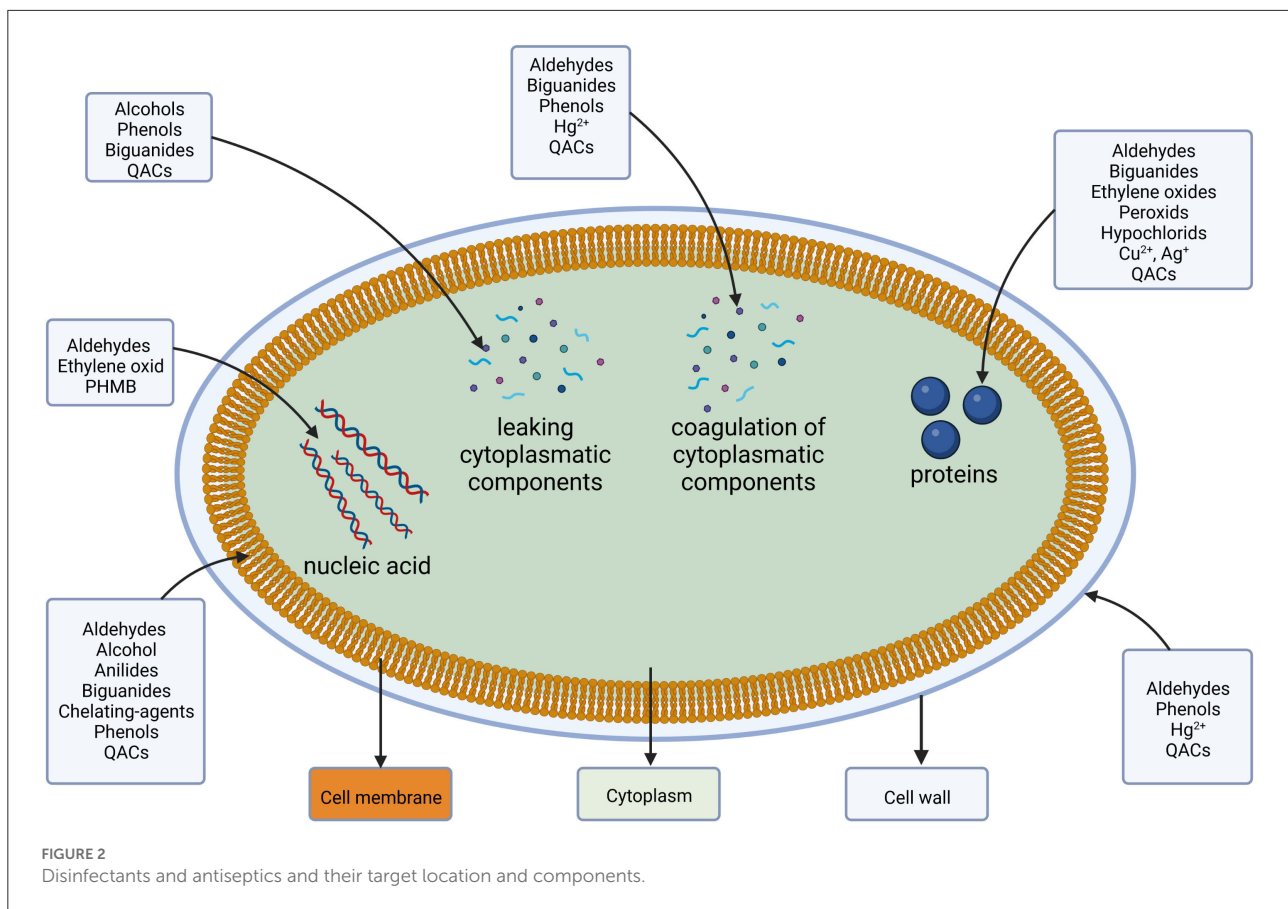 Alcohols
Phenols
Biguanides
QACs
Aldehydes
Biguanides
Phenols
Hg²⁺
QACs
Aldehydes
Biguanides
Ethylene oxides
Peroxids
Hypochlorids
Cu²⁺, Ag⁺
QACs
Aldehydes
Ethylene oxid
PHMB
leaking
cytoplasmatic
components
coagulation of
cytoplasmatic
components
proteins
nucleic acid
Aldehydes
Alcohol
Anilides
Biguanides
Chelating-agents
Phenols
QACs
Aldehydes
Phenols
Hg²⁺
QACs
Cell membrane
Cytoplasm
Cell wall
FIGURE 2
Disinfectants and antiseptics and their target location and components.